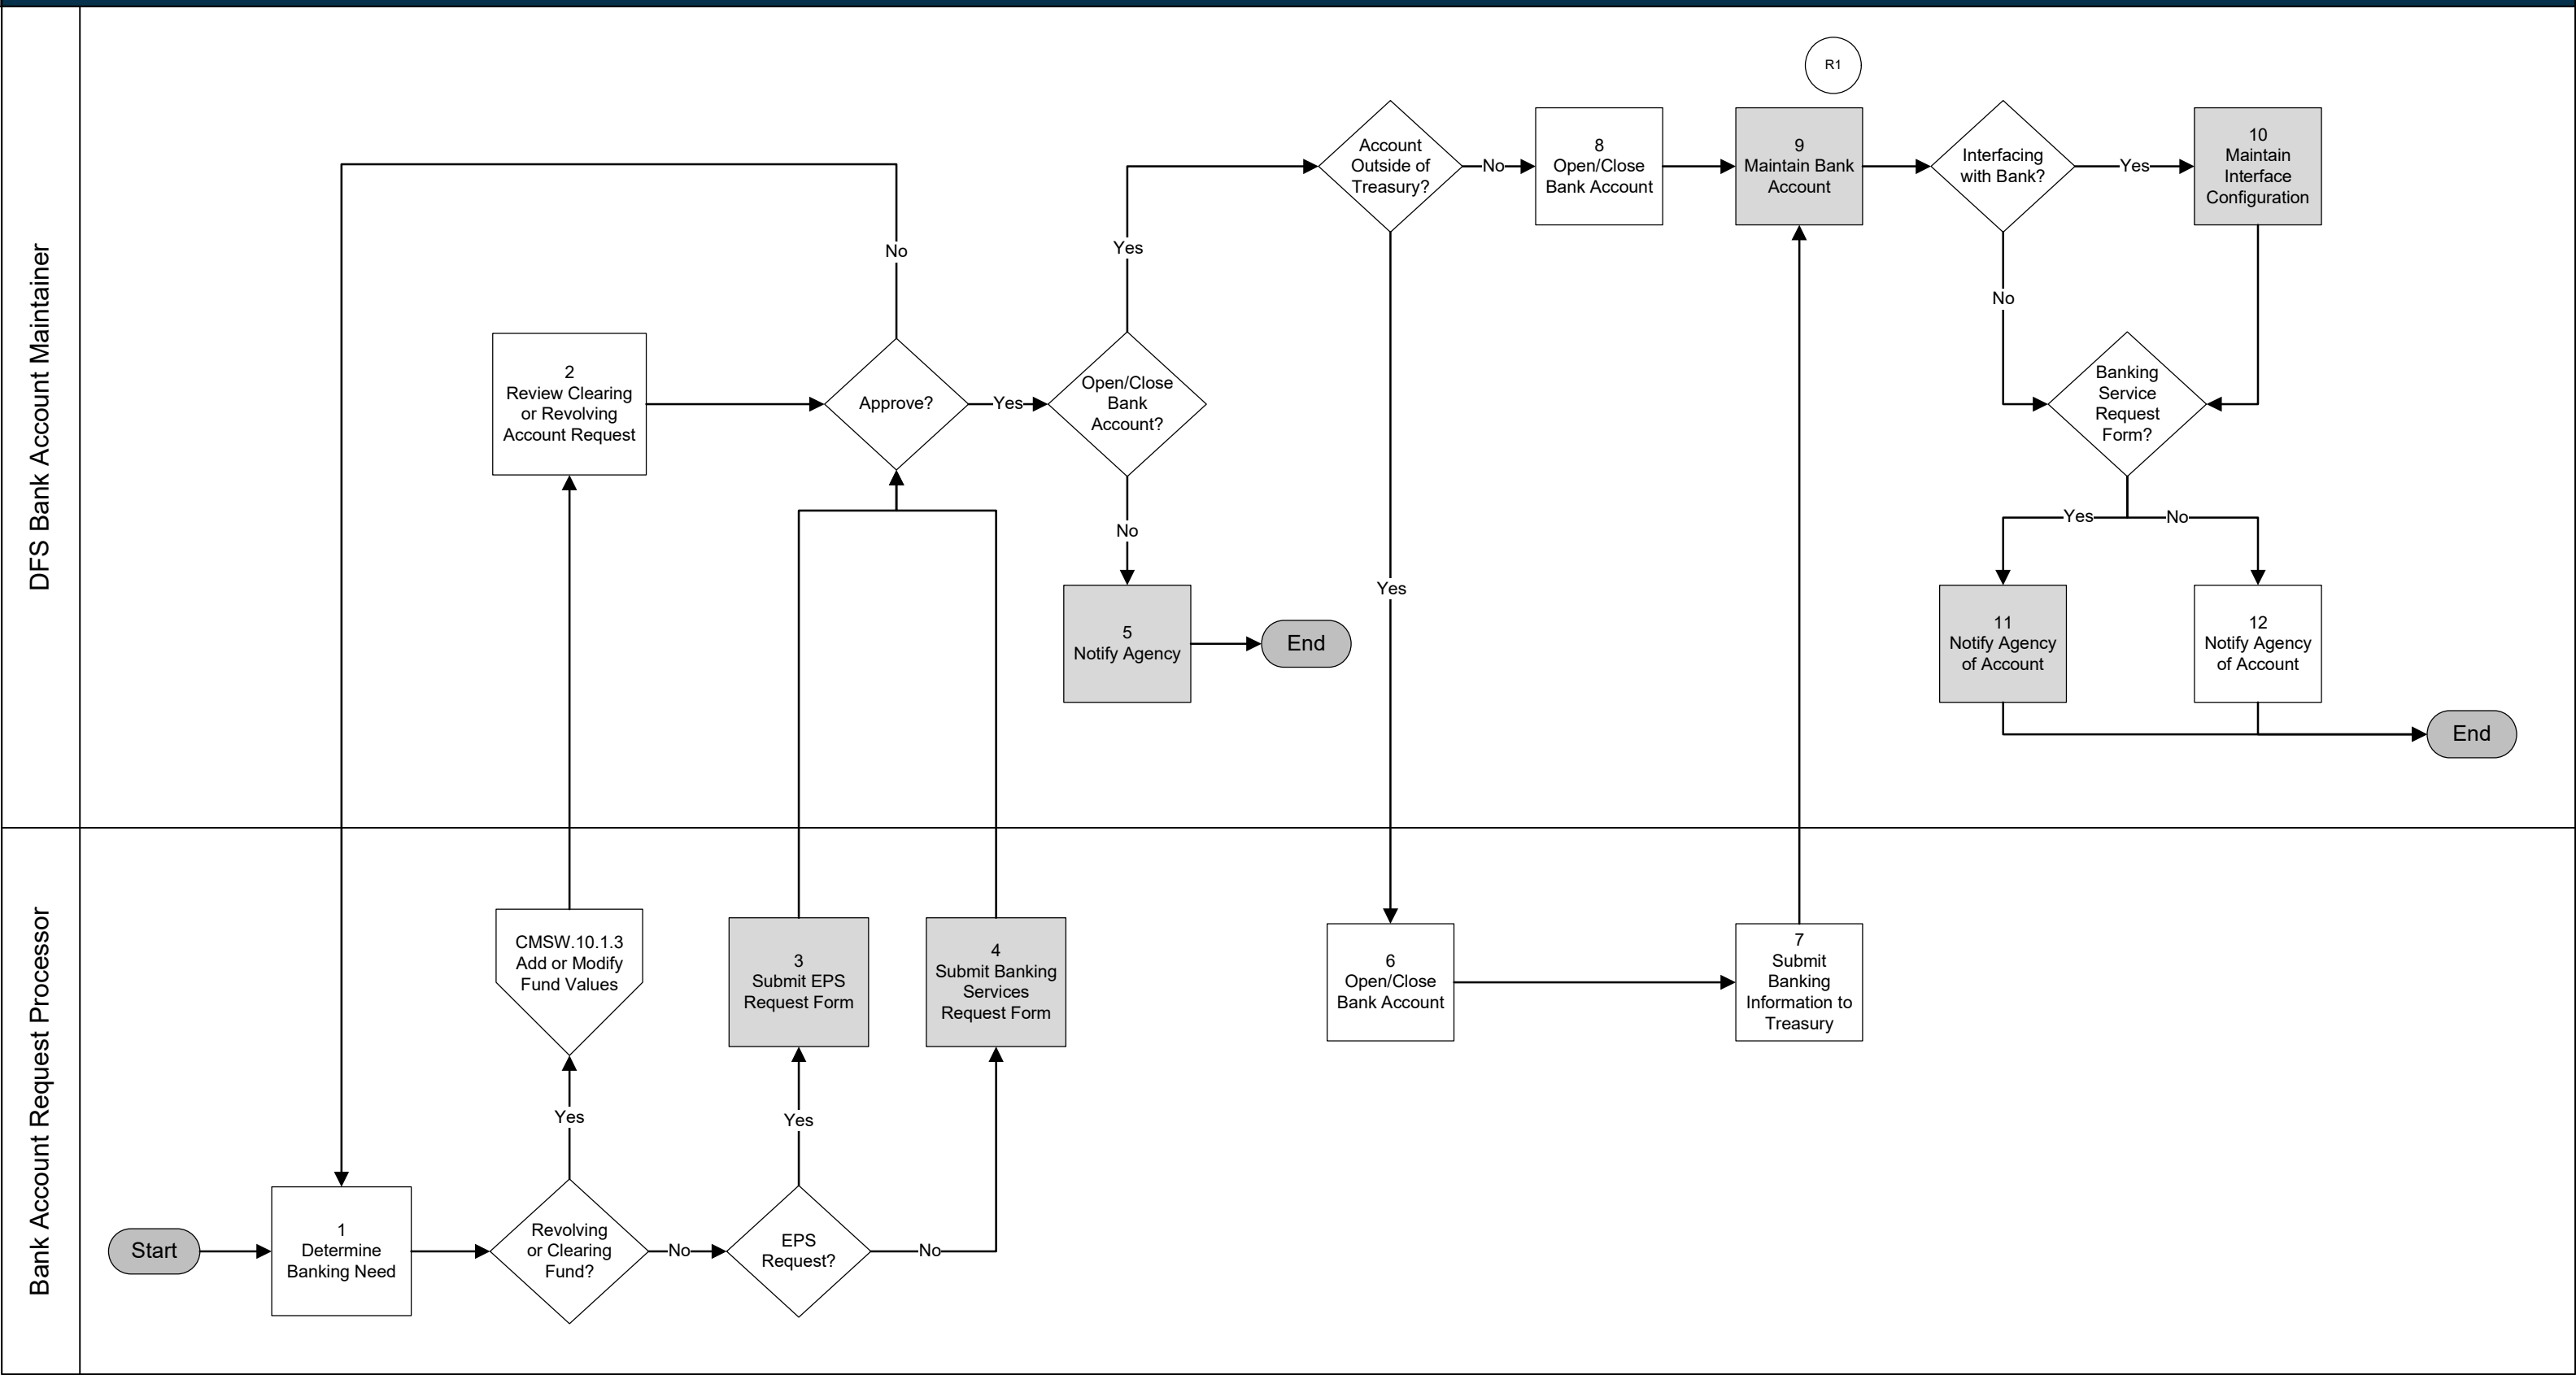 DFS Bank Account Maintainer
R1
Account
Outside of
Treasury?
No
8
Open/Close
Bank Account
9
Maintain Bank
Account
Interfacing
with Bank?
Yes
10
Maintain
Interface
Configuration
No
Yes
No
2
Review Clearing
or Revolving
Account Request
Approve?
Yes
Open/Close
Bank
Account?
Banking
Service
Request
Form?
No
Yes
No
Yes
5
Notify Agency
End
11
Notify Agency
of Account
12
Notify Agency
of Account
End
Bank Account Request Processor
CMSW.10.1.3
Add or Modify
Fund Values
3
Submit EPS
Request Form
4
Submit Banking
Services
Request Form
6
Open/Close
Bank Account
7
Submit
Banking
Information to
Treasury
Yes
Yes
Start
1
Determine
Banking Need
Revolving
or Clearing
Fund?
No
EPS
Request?
No